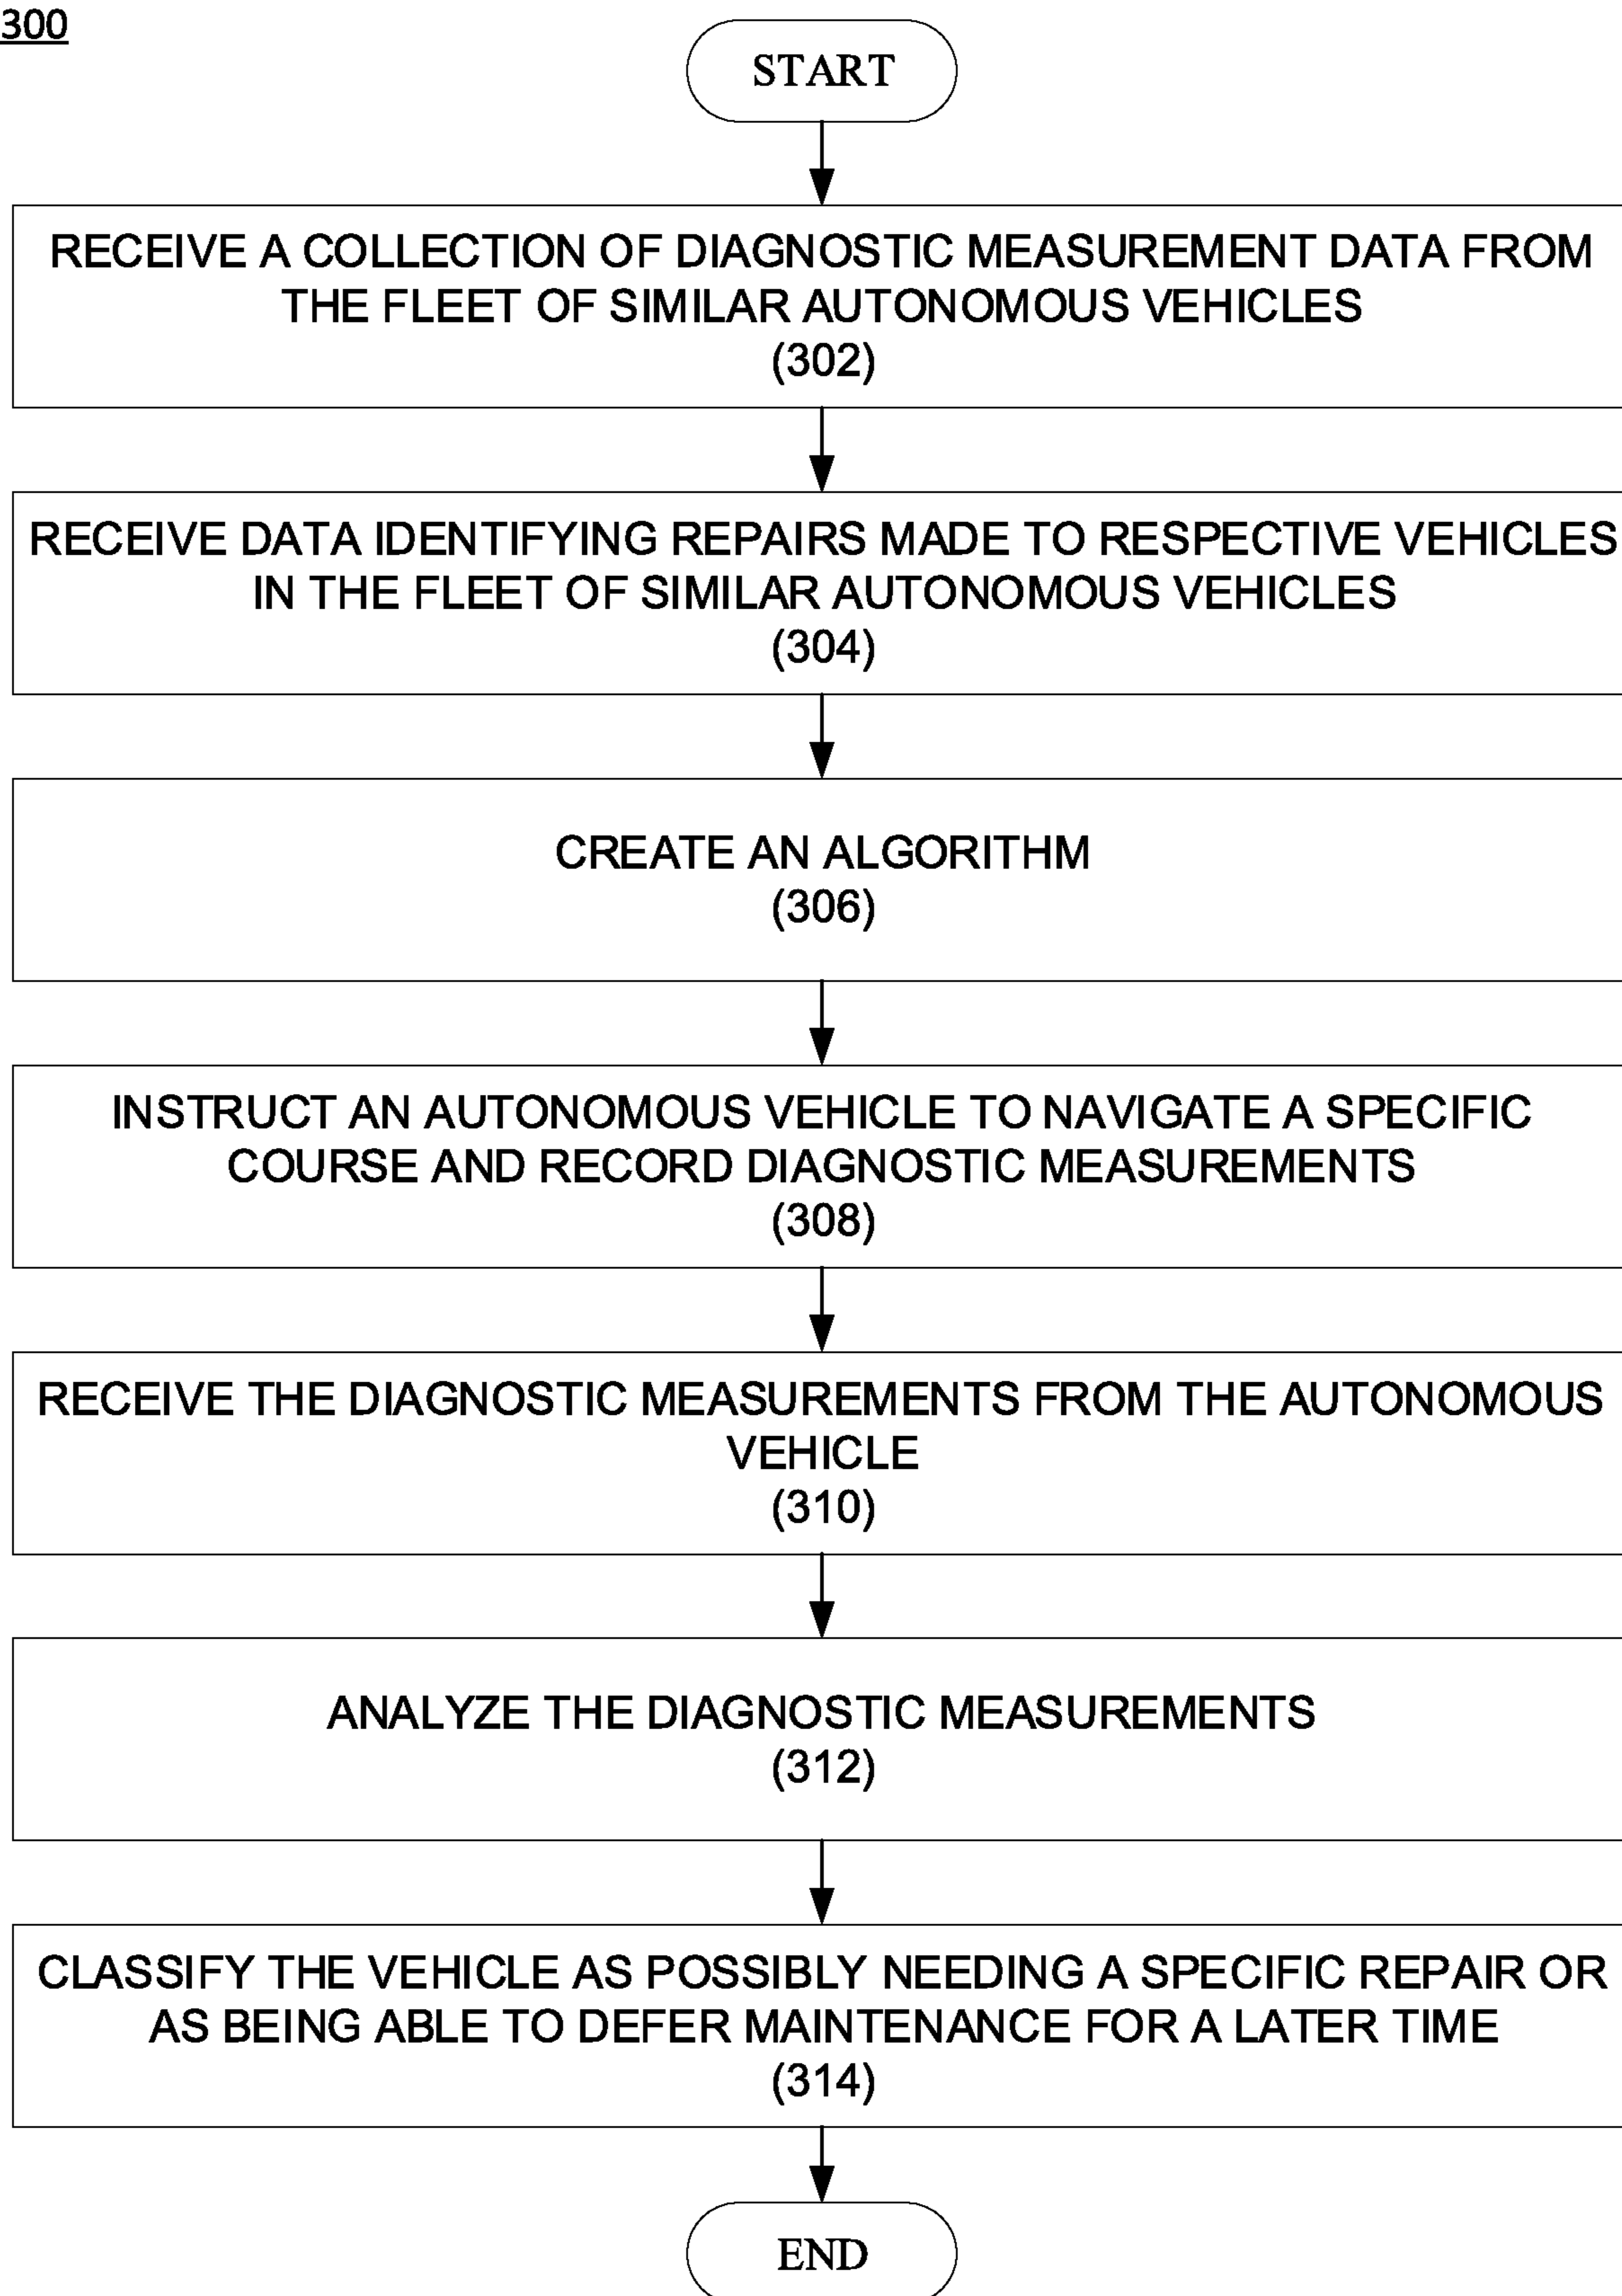 300
START
RECEIVE A COLLECTION OF DIAGNOSTIC MEASUREMENT DATA FROM
THE FLEET OF SIMILAR AUTONOMOUS VEHICLES
(302)
RECEIVE DATA IDENTIFYING REPAIRS MADE TO RESPECTIVE VEHICLES
IN THE FLEET OF SIMILAR AUTONOMOUS VEHICLES
(304)
CREATE AN ALGORITHM
(306)
INSTRUCT AN AUTONOMOUS VEHICLE TO NAVIGATE A SPECIFIC
COURSE AND RECORD DIAGNOSTIC MEASUREMENTS
(308)
RECEIVE THE DIAGNOSTIC MEASUREMENTS FROM THE AUTONOMOUS
VEHICLE
(310)
ANALYZE THE DIAGNOSTIC MEASUREMENTS
(312)
CLASSIFY THE VEHICLE AS POSSIBLY NEEDING A SPECIFIC REPAIR OR
AS BEING ABLE TO DEFER MAINTENANCE FOR A LATER TIME
(314)
END